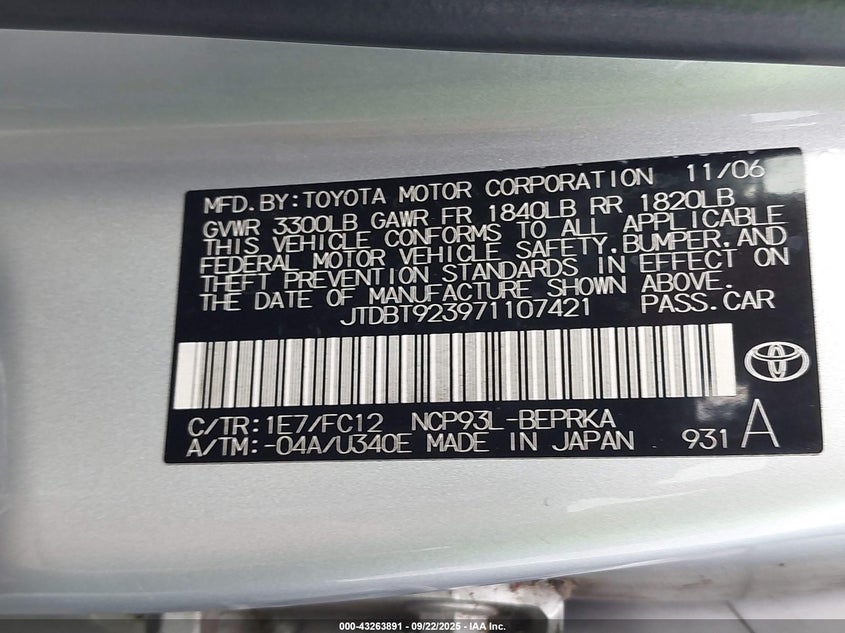 MFD.BY:TOYOTA MOTOR CORPORATION 11/06
GVWR 3300LB GAWR FR 1840LB RR 1820LB
THIS VEHICLE CONFORMS TO ALL APPLICABLE
FEDERAL MOTOR VEHICLE SAFETY,BUMPER,AND
THEFT PREVENTION STANDARDS IN EFFECT ON
THE DATE OF MANUFACTURE SHOWN ABOVE.
JTDBT923971107421 PASS.CAR
C/TR:1E7/FC12 NCP93L-BEPRKA
A/TM:-04A/U340E MADE IN JAPAN 931 A
000-43263891 - 09/22/2025 - IAA Inc.